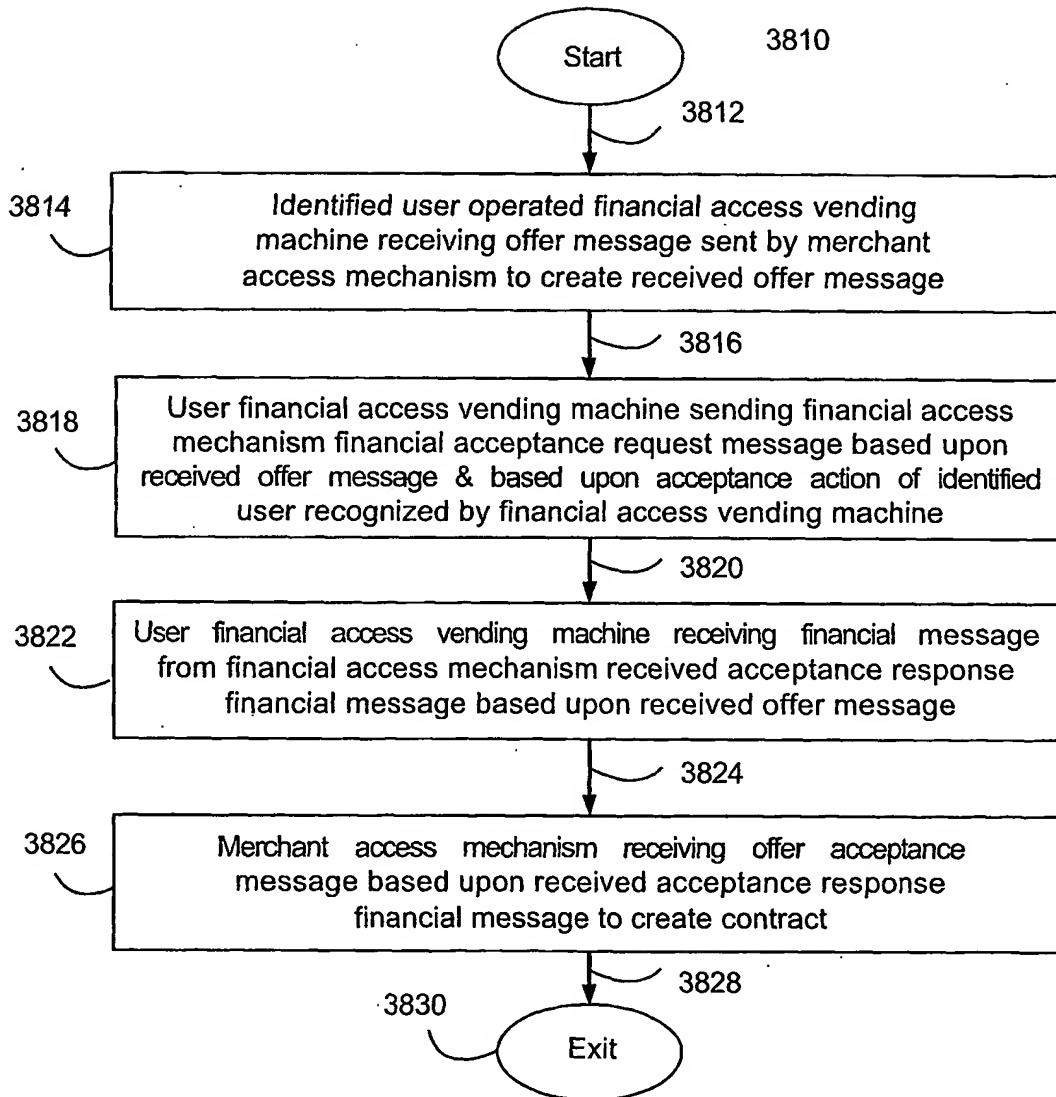 Start
3810
3812
3814
Identified user operated financial access vending
machine receiving offer message sent by merchant
access mechanism to create received offer message
3816
3818
User financial access vending machine sending financial access
mechanism financial acceptance request message based upon
received offer message & based upon acceptance action of identified
user recognized by financial access vending machine
3820
3822
User financial access vending machine receiving financial message
from financial access mechanism received acceptance response
financial message based upon received offer message
3824
3826
Merchant access mechanism receiving offer acceptance
message based upon received acceptance response
financial message to create contract
3828
3830
Exit